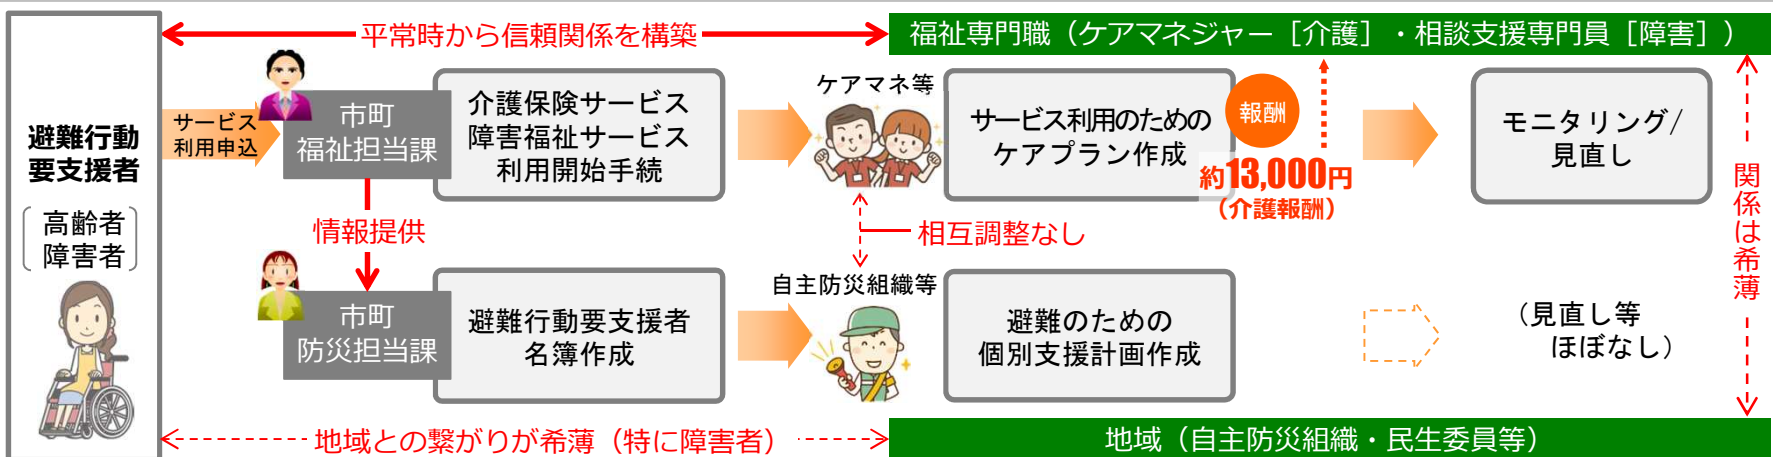 平常時から信頼関係を構築
福祉専門職（ケアマネジャー［介護］・相談支援専門員［障害］）
避難行動
要支援者
高齢者
障害者
サービス
利用申込
市町
福祉担当課
介護保険サービス
障害福祉サービス
利用開始手続
ケアマネ等
サービス利用のための
ケアプラン作成
報酬
約13,000円
（介護報酬）
モニタリング/
見直し
関係は希薄
情報提供
相互調整なし
市町
防災担当課
避難行動要支援者
名簿作成
自主防災組織等
避難のための
個別支援計画作成
（見直し等
ほぼなし）
地域との繋がりが希薄（特に障害者）
地域（自主防災組織・民生委員等）